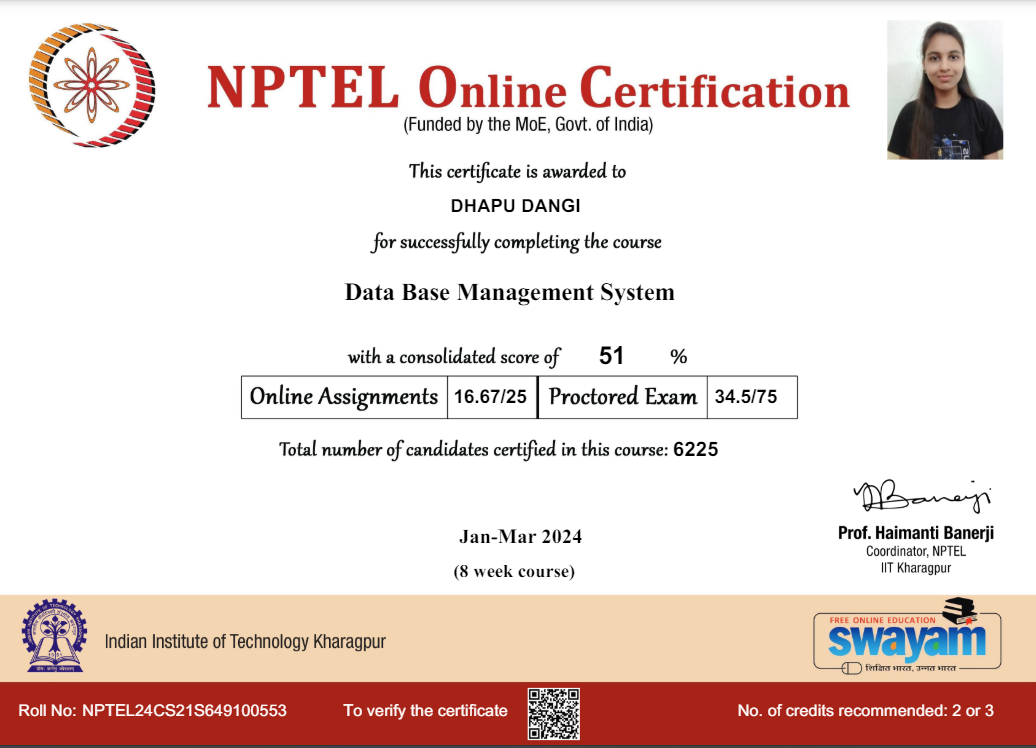 NPTEL Online Certification
(Funded by the MoE, Govt. of India)
This certificate is awarded to
DHAPU DANGI
for successfully completing the course
Data Base Management System
with a consolidated score of 51 %
Online Assignments 16.67/25 Proctored Exam 34.5/75
Total number of candidates certified in this course: 6225
Jan-Mar 2024
(8 week course)
Prof. Haimanti Banerji
Coordinator, NPTEL
IIT Kharagpur
Indian Institute of Technology Kharagpur
FREE ONLINE EDUCATION
swayam
शिक्षित भारत, उन्नत भारत
Roll No: NPTEL24CS21S649100553
To verify the certificate
No. of credits recommended: 2 or 3